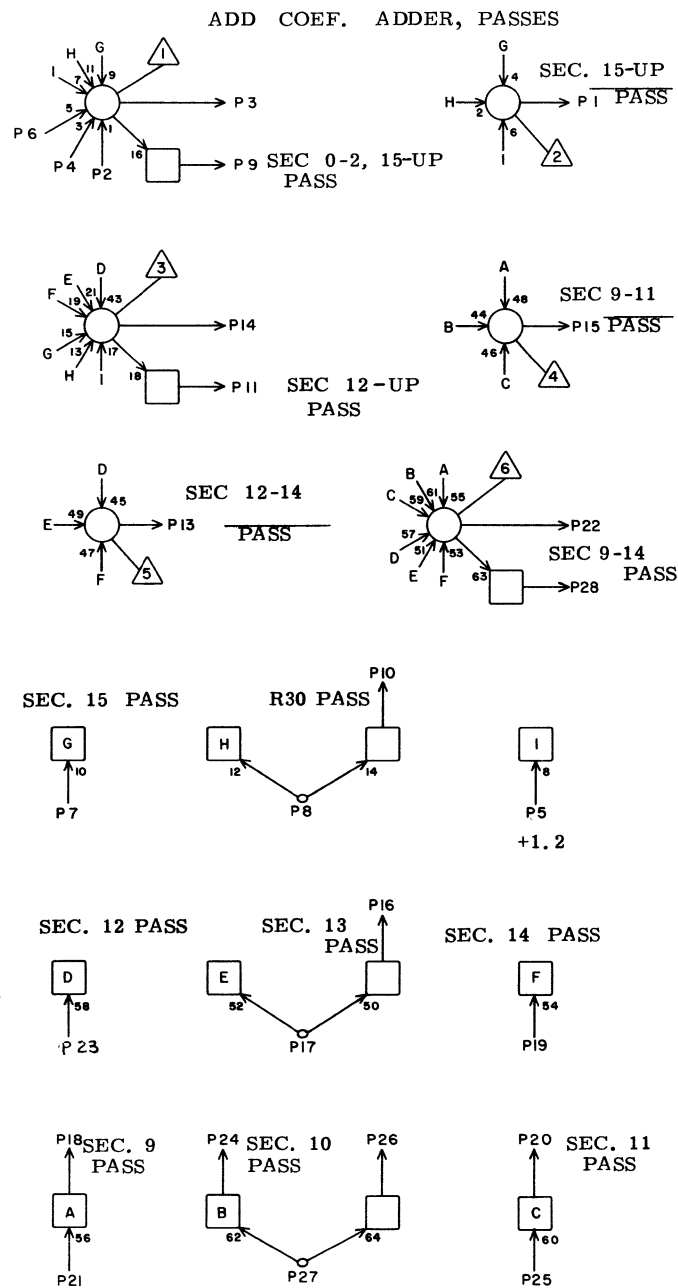 ADD COEF. ADDER, PASSES
G
H 11 9 1
I 7
5 P3
P6 3 1 1
P4 P2 16
P9 SEC 0-2, 15-UP
PASS
G
4 SEC. 15-UP
H 2 P1 PASS
6
I 2
D
E 21 43 3
F 19
15 P14
G 13 17
H I 18
P11 SEC 12-UP
PASS
A
48 SEC 9-11
B 44 P15 PASS
46
C 4
D
45 SEC 12-14
E 49 P13
47 PASS
F 5
A
B 61 55 6
C 59
57 P22
D 51 53 SEC 9-14
E F 63 PASS
P28
P10
SEC. 15 PASS R30 PASS
G H I
10 12 14 8
P7 P8 P5
+1.2
P16
SEC. 12 PASS SEC. 13 SEC. 14 PASS
PASS
D E F
58 52 50 54
P23 P17 P19
P18 SEC. 9 P24 SEC. 10 P26 P20 SEC. 11
PASS PASS PASS
A B C
56 62 64 60
P21 P27 P25